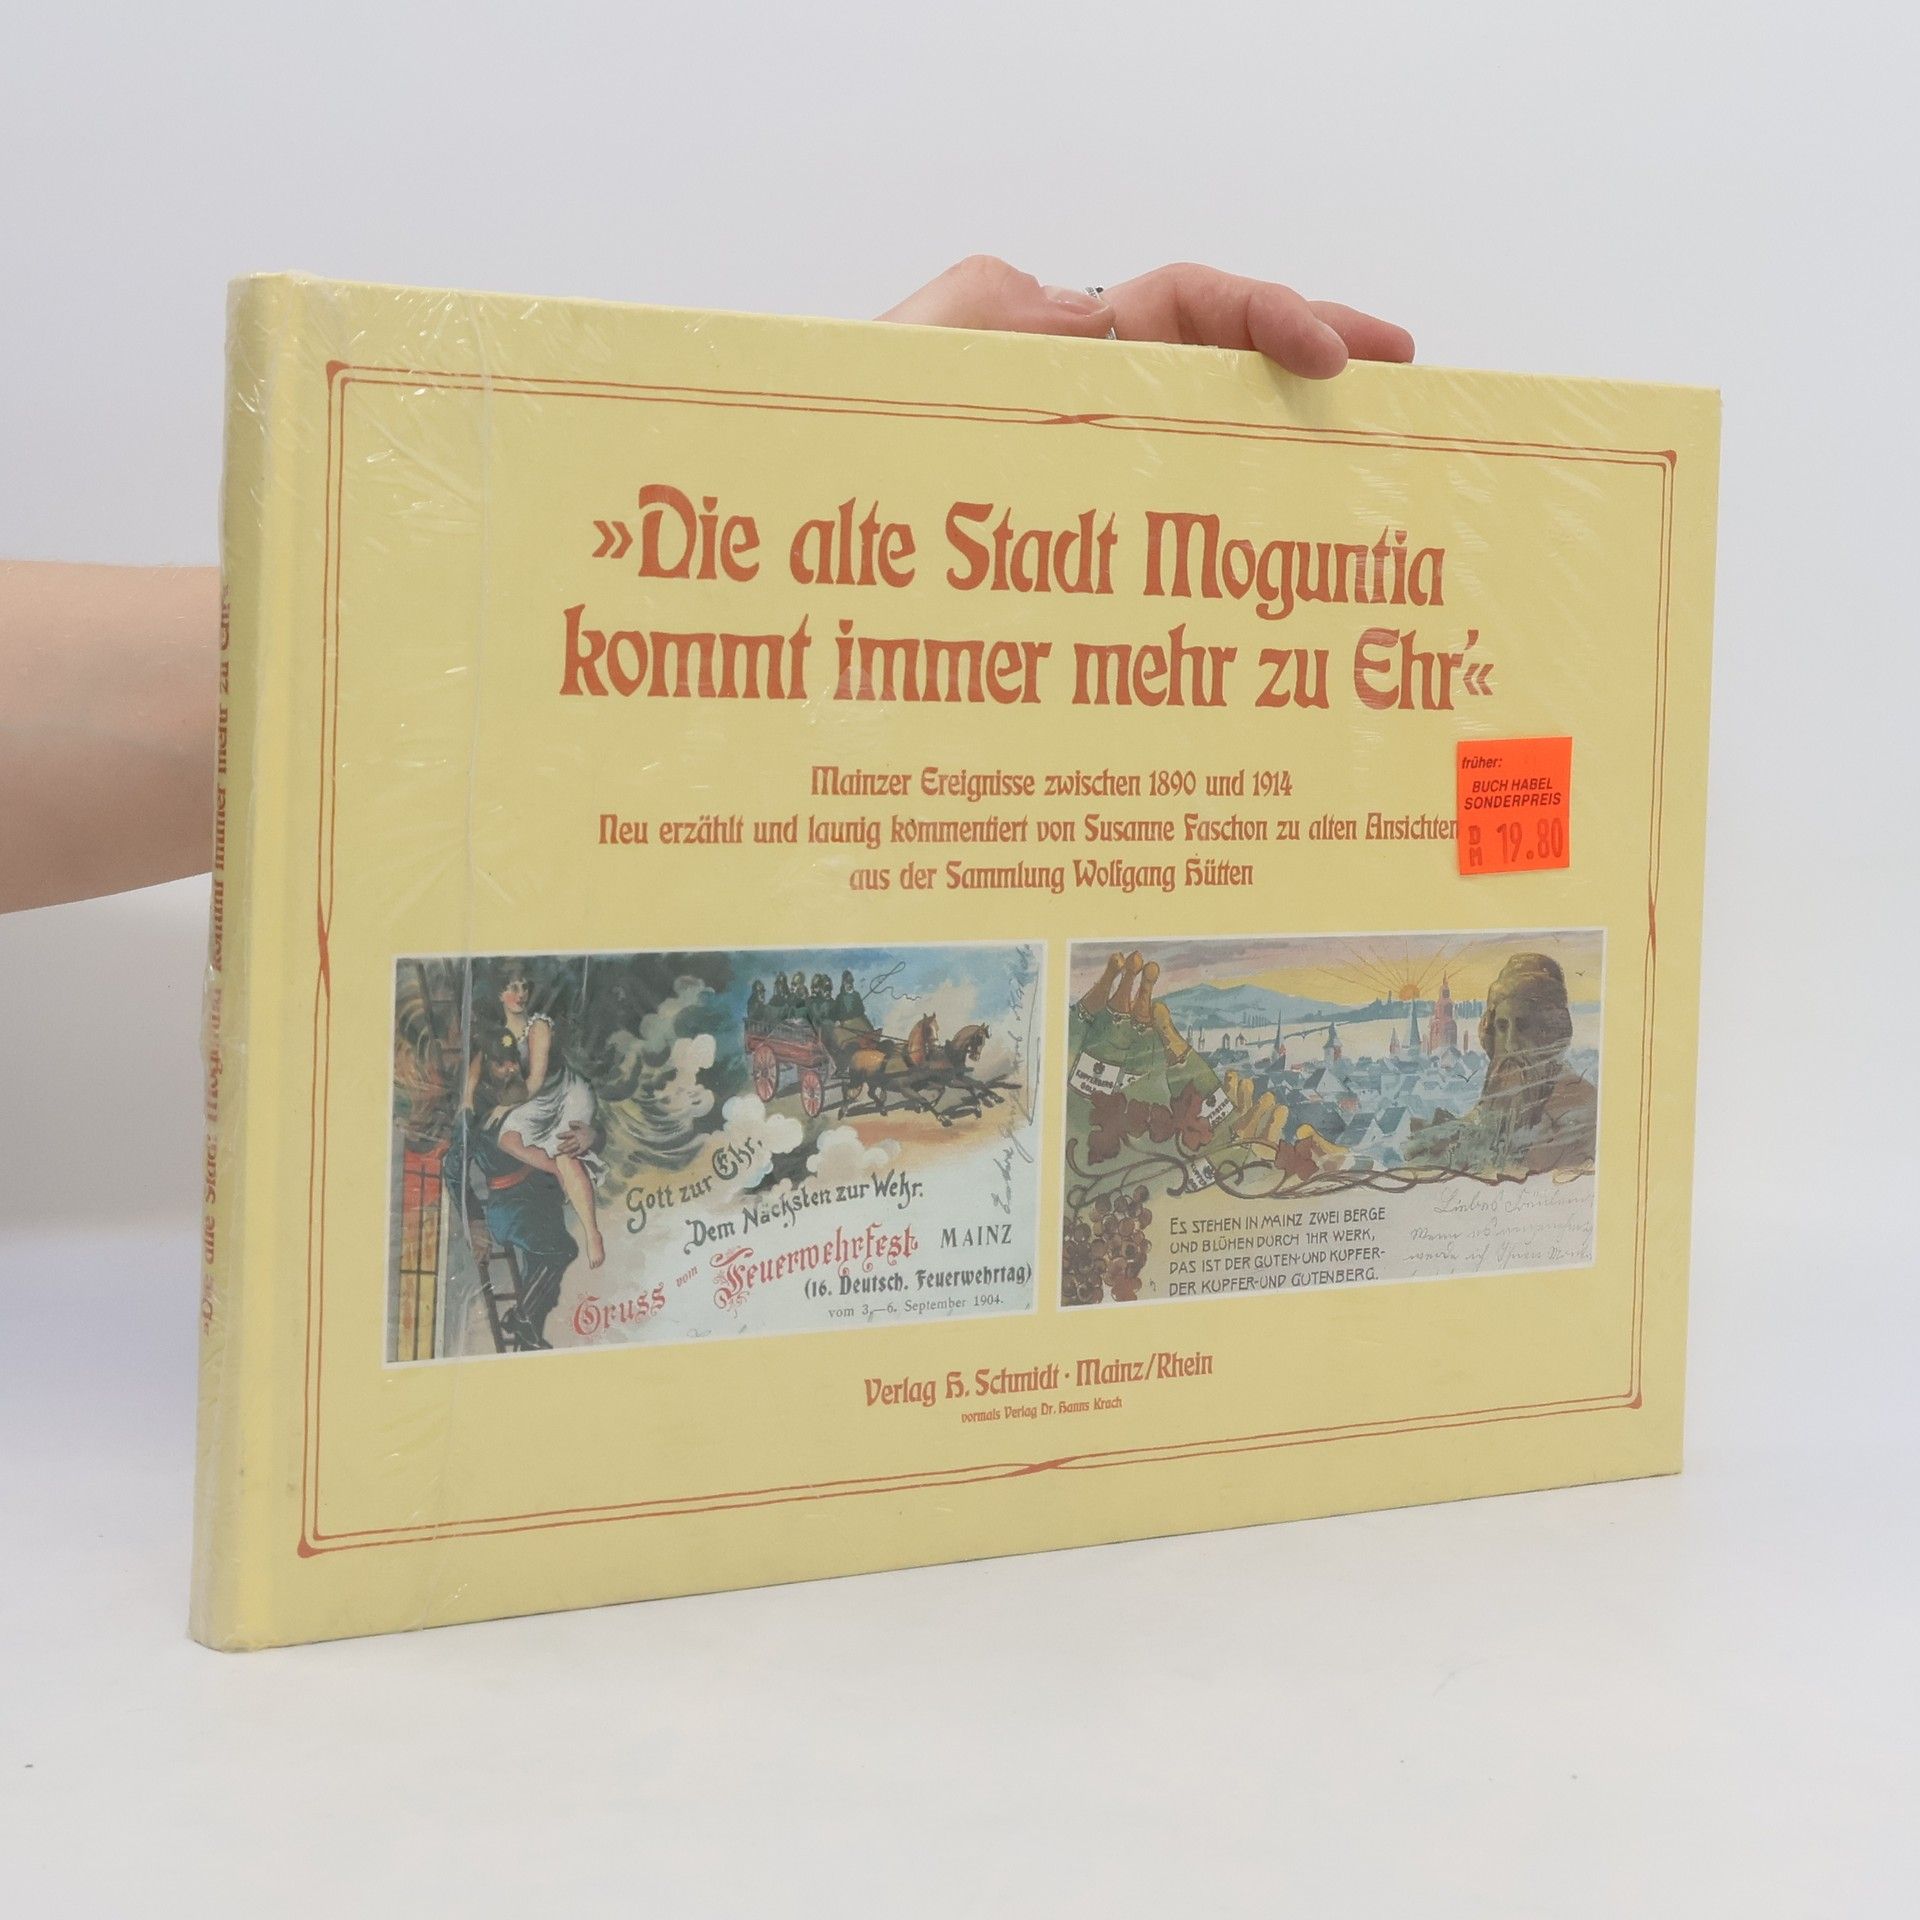 »Die alte Stadt Moguntia
kommt immer mehr zu Ehr'«
Mainzer Ereignisse zwischen 1890 und 1914
Neu erzählt und launig kommentiert von Susanne Faschon zu alten Ansichten
aus der Sammlung Wolfgang Hütten
früher:
BUCH HABEL
SONDERPREIS
DM 19.80
Gott zur Ehr,
Dem Nächsten zur Wehr.
Gruss vom Feuerwehrfest MAINZ
(16. Deutsch. Feuerwehrtag)
vom 3.—6. September 1904.
KUPFERBERG
GOLD
ES STEHEN IN MAINZ ZWEI BERGE
UND BLÜHEN DURCH IHR WERK,
DAS IST DER GUTEN- UND KUPFER-
DER KUPFER- UND GUTENBERG.
Verlag H. Schmidt · Mainz/Rhein
vormals Verlag Dr. Hanns Krach
»Die alte Stadt Moguntia kommt immer mehr zu Ehr'«